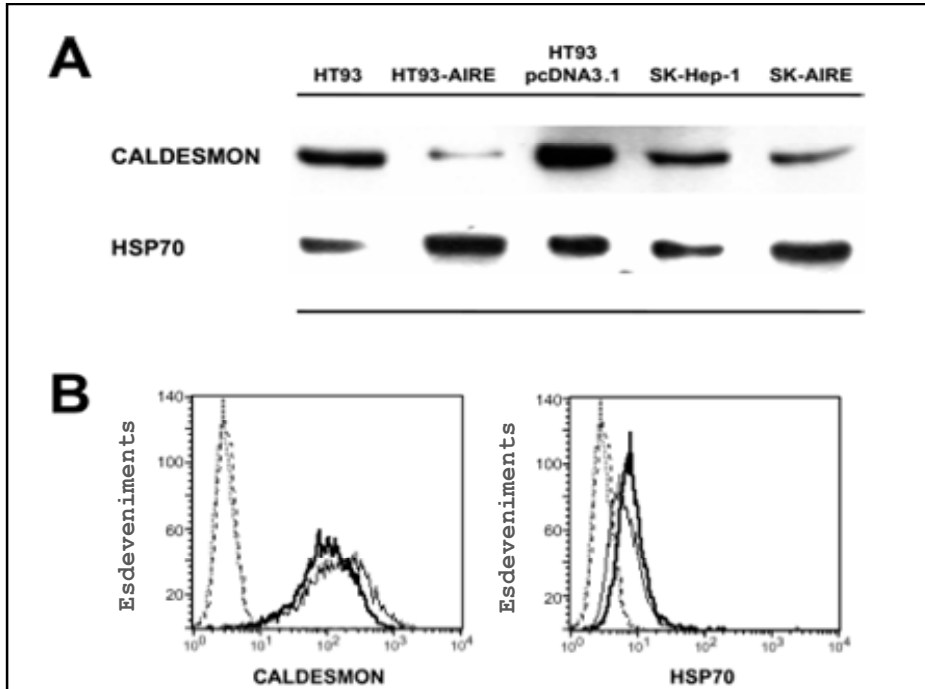 A
HT93 HT93-AIRE HT93 pcDNA3.1 SK-Hep-1 SK-AIRE
CALDESMON
HSP70
B
Esdeveniments
140
100
60
20
10⁰ 10¹ 10² 10³ 10⁴
CALDESMON
Esdeveniments
140
100
60
20
10⁰ 10¹ 10² 10³ 10⁴
HSP70